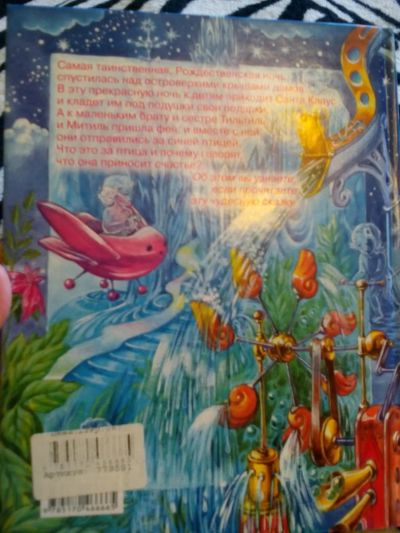 Самая таинственная, Рождественская ночь,
спустилась над островерхими крышами домов.
В эту прекрасную ночь к детям приходит Санта Клаус
и кладет им под подушки свои подарки.
А к маленьким брату и сестре Тильтиль
и Митиль пришла фея, и вместе с ней
они отправились за синей птицей.
Что это за птица и почему говорят,
что она приносит счастье?
Об этом вы узнаете,
если прочитаете
эту чудесную сказку.
Артикул: